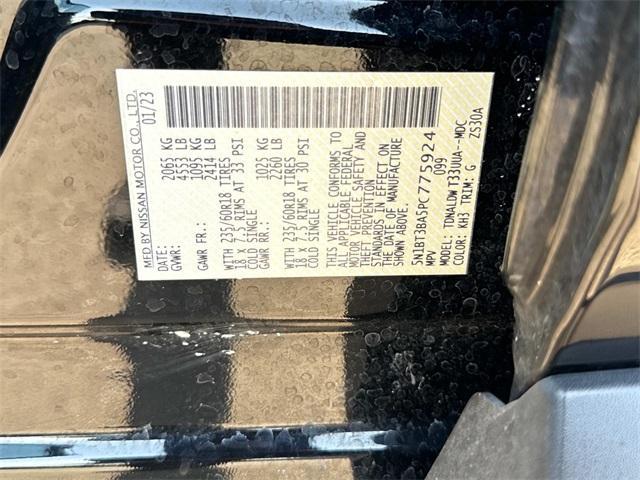 MFD BY NISSAN MOTOR CO., LTD.
DATE: 01/23
GVWR: 2065 KG
4553 LB
GAWR FR.: 1095 KG
2414 LB
WITH 235/60R18 TIRES
18 X 7.5 RIMS AT 33 PSI
COLD SINGLE
GAWR RR.: 1025 KG
2260 LB
WITH 235/60R18 TIRES
18 X 7.5 RIMS AT 30 PSI
COLD SINGLE
THIS VEHICLE CONFORMS TO
ALL APPLICABLE FEDERAL
MOTOR VEHICLE SAFETY AND
THEFT PREVENTION
STANDARDS IN EFFECT ON
THE DATE OF MANUFACTURE
SHOWN ABOVE.
5N1BT3BA5PC775924
MPV 099
MODEL: TDNALDWT33UUA--MDC
COLOR: KH3 TRIM: G ZS30A